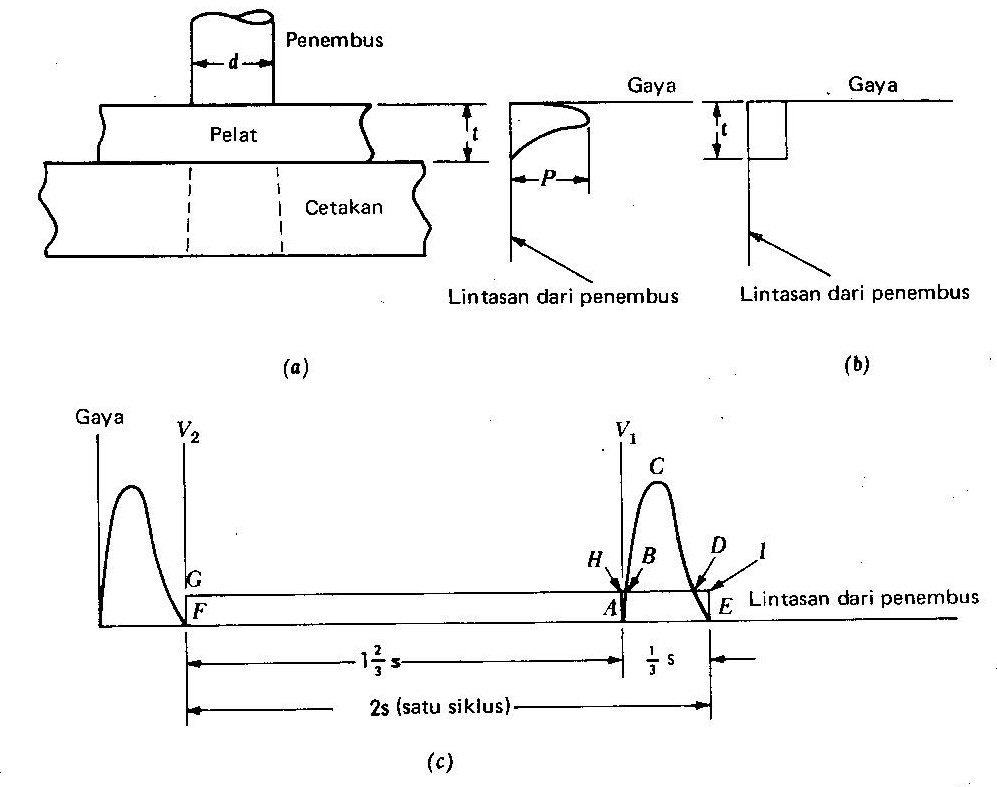 Penembus
d
Pelat
Cetakan
t
Gaya
P
Lintasan dari penembus
t
Gaya
Lintasan dari penembus
(a)
(b)
Gaya
V2
V1
C
H
B
D
1
G
F
A
E
Lintasan dari penembus
1 2/3 s
1/3 s
2s (satu siklus)
(c)